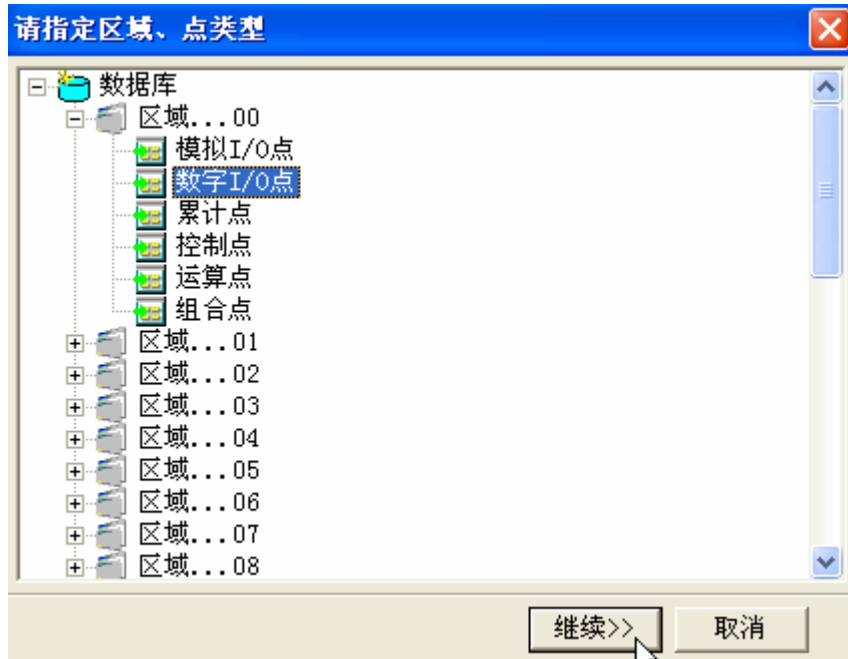 请指定区域、点类型
数据库
区域...00
模拟I/O点
数字I/O点
累计点
控制点
运算点
组合点
区域...01
区域...02
区域...03
区域...04
区域...05
区域...06
区域...07
区域...08
继续>> 取消